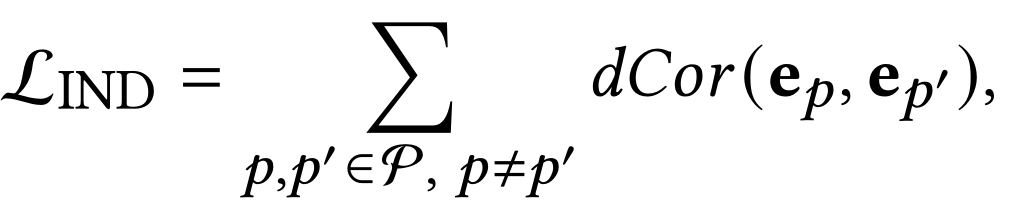 ℒ_IND = ∑_{p,p′∈𝒫, p≠p′} dCor(𝐞_p, 𝐞_{p′}),